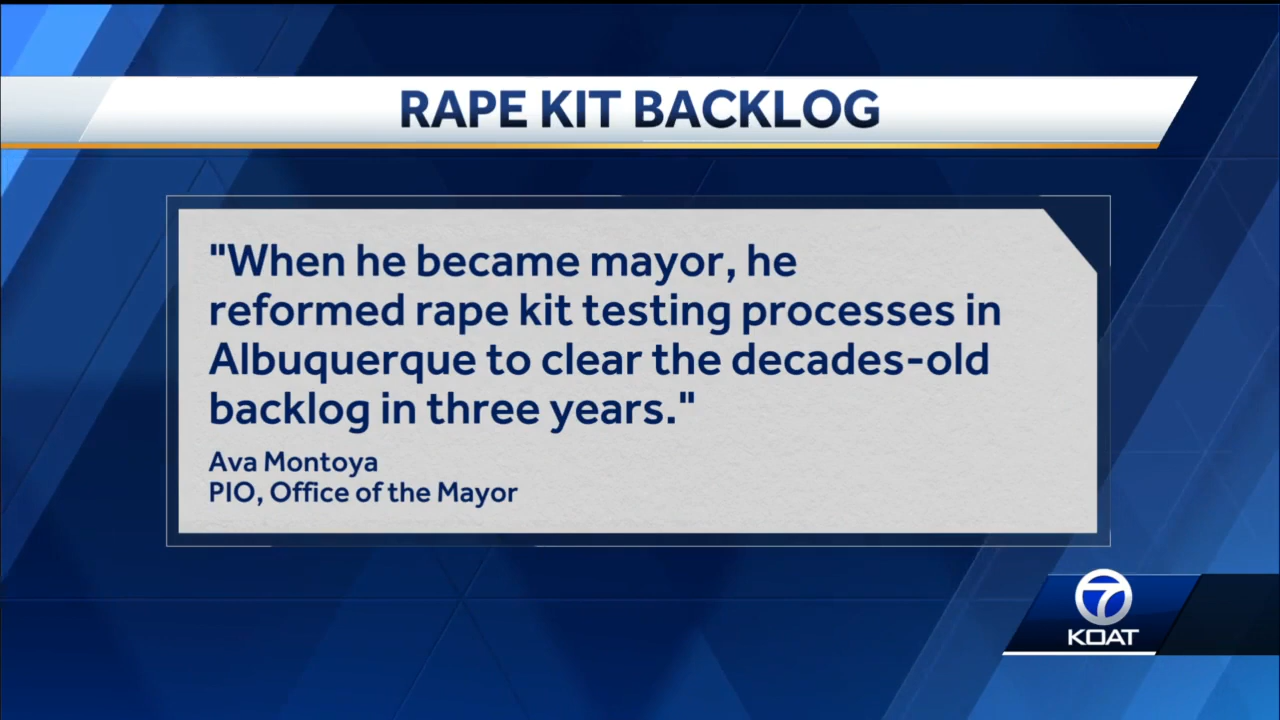 RAPE KIT BACKLOG
"When he became mayor, he
reformed rape kit testing processes in
Albuquerque to clear the decades-old
backlog in three years."
Ava Montoya
PIO, Office of the Mayor
7
KOAT